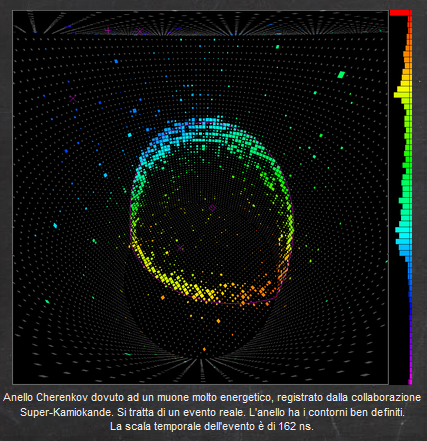 Anello Cherenkov dovuto ad un muone molto energetico, registrato dalla collaborazione
Super-Kamiokande. Si tratta di un evento reale. L'anello ha i contorni ben definiti.
La scala temporale dell'evento è di 162 ns.